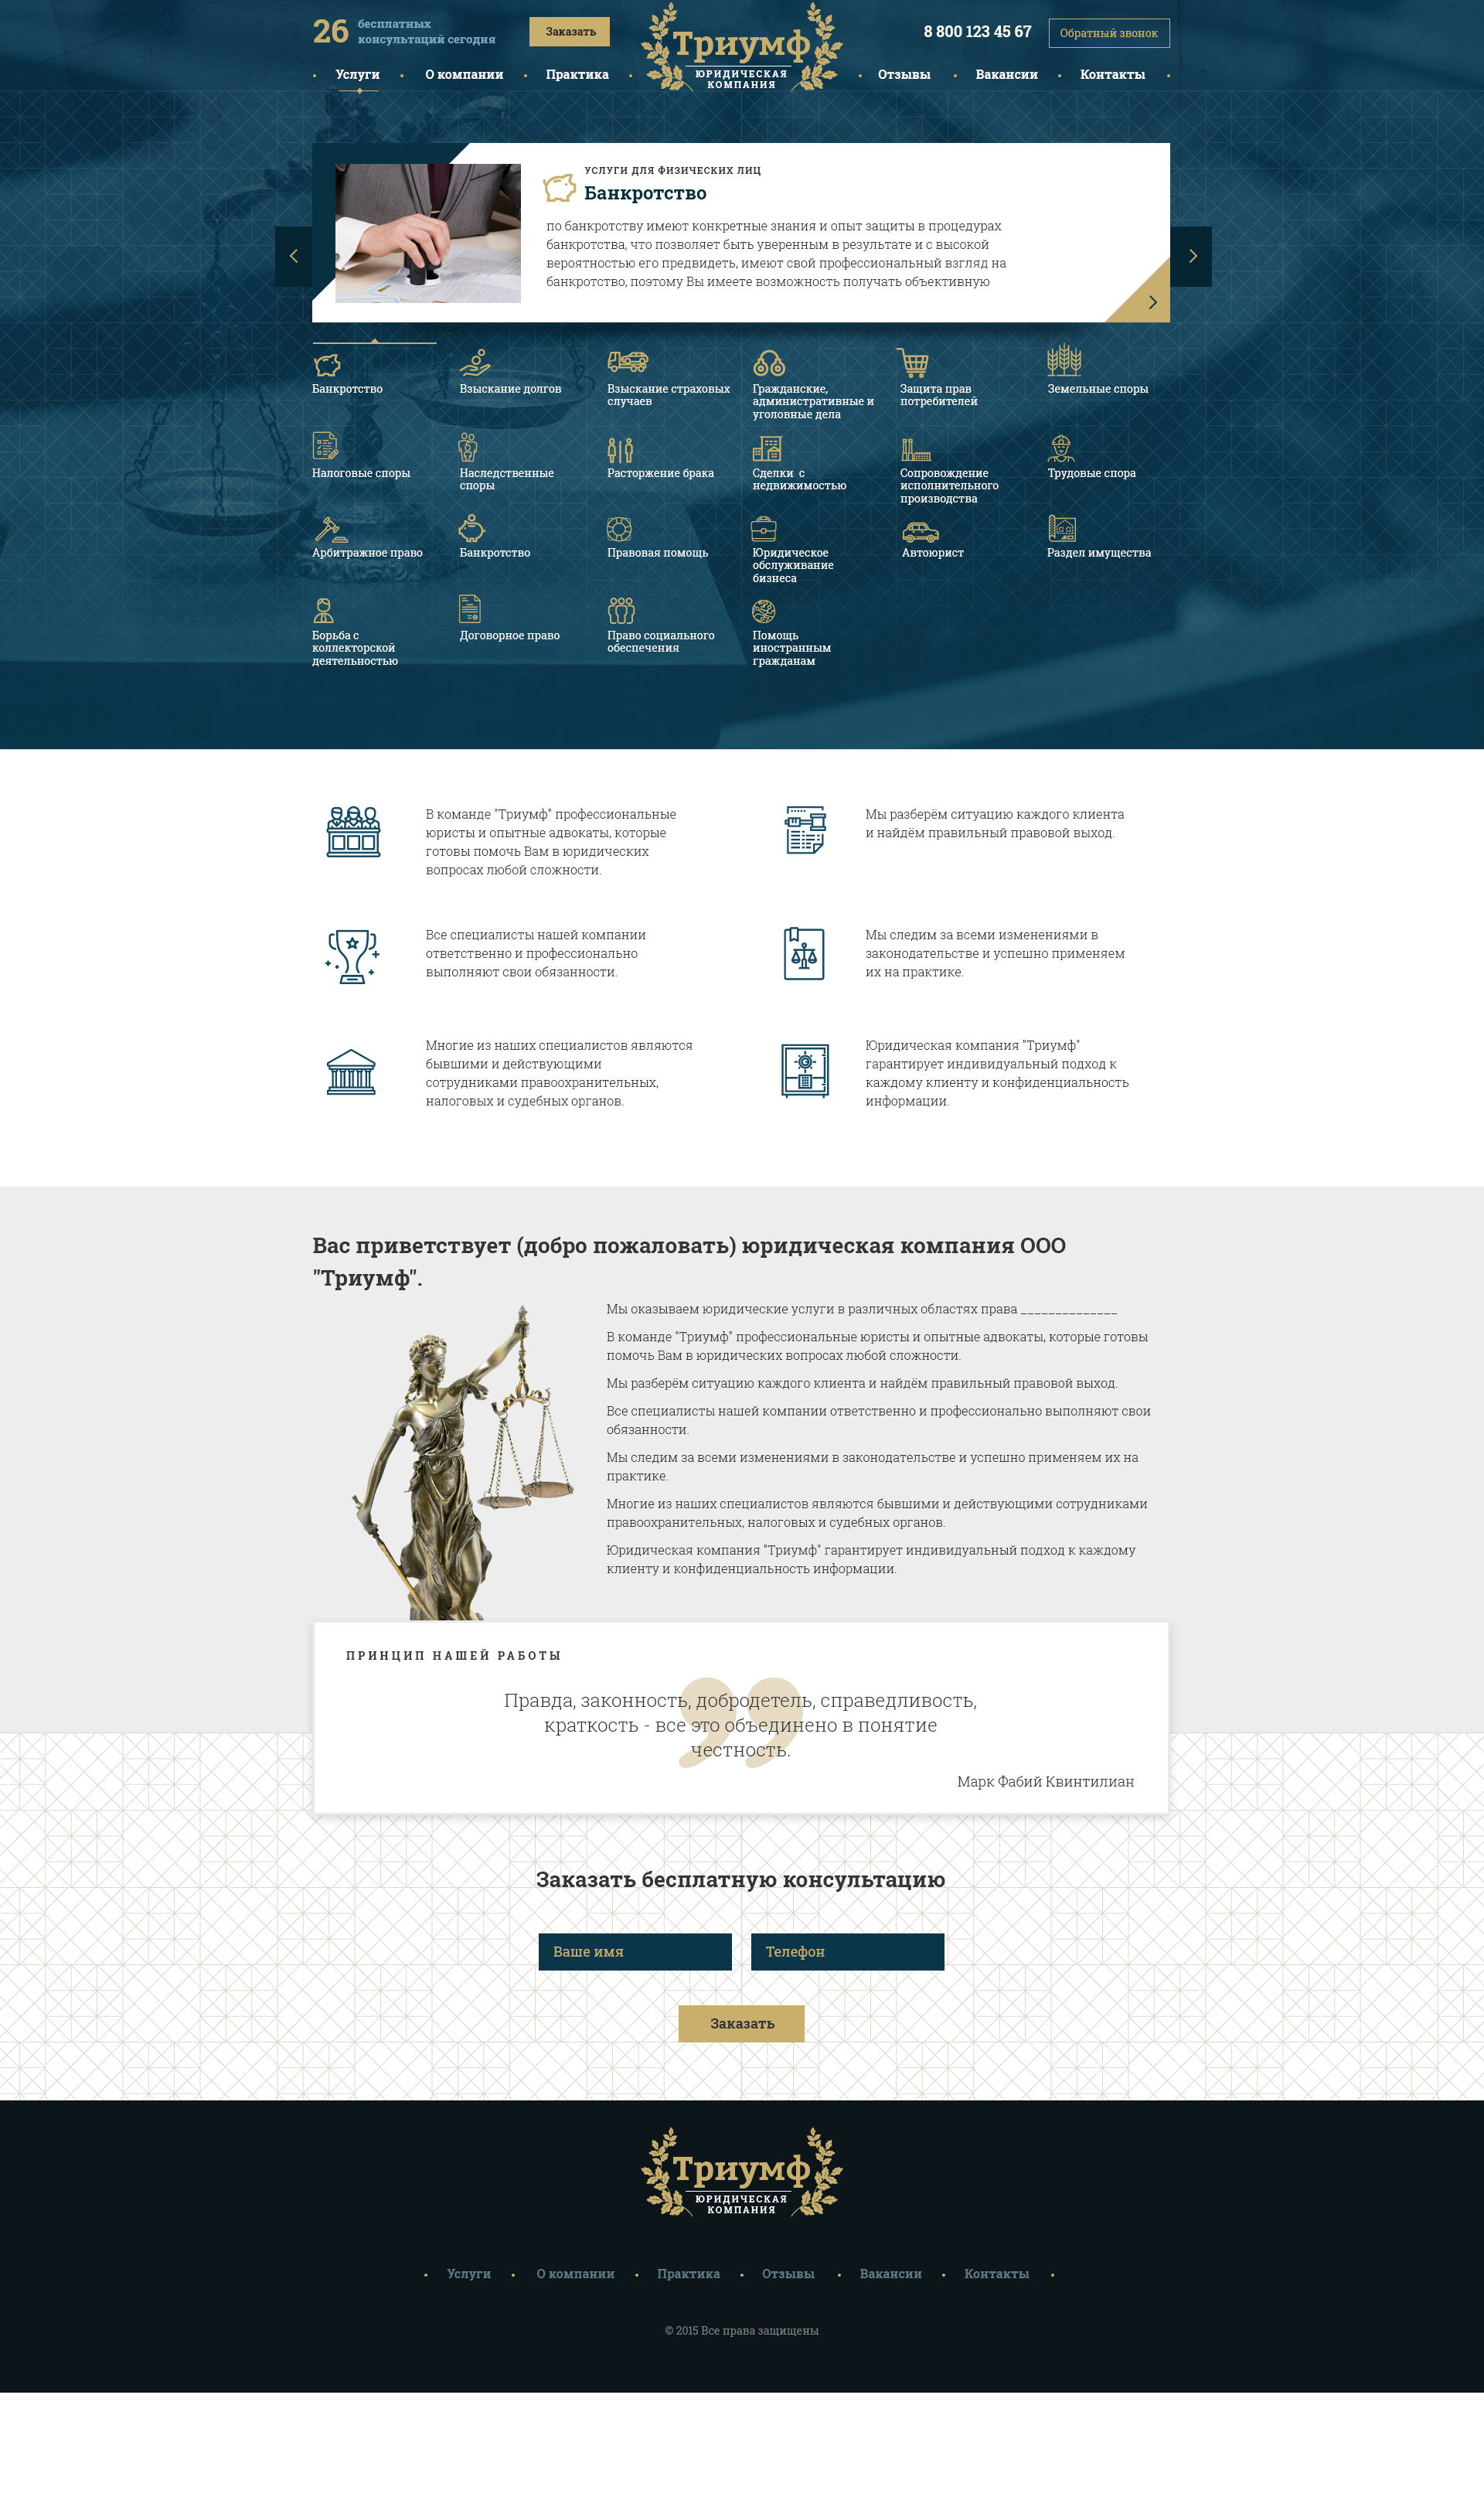 26
бесплатных
консультаций сегодня
Заказать
Триумф
ЮРИДИЧЕСКАЯ
КОМПАНИЯ
8 800 123 45 67
Обратный звонок
Услуги
О компании
Практика
Отзывы
Вакансии
Контакты
УСЛУГИ ДЛЯ ФИЗИЧЕСКИХ ЛИЦ
Банкротство
по банкротству имеют конкретные знания и опыт защиты в процедурах
банкротства, что позволяет быть уверенным в результате и с высокой
вероятностью его предвидеть, имеют свой профессиональный взгляд на
банкротство, поэтому Вы имеете возможность получать объективную
Банкротство
Взыскание долгов
Взыскание страховых
случаев
Гражданские,
административные и
уголовные дела
Защита прав
потребителей
Земельные споры
Налоговые споры
Наследственные
споры
Расторжение брака
Сделки с
недвижимостью
Сопровождение
исполнительного
производства
Трудовые спора
Арбитражное право
Банкротство
Правовая помощь
Юридическое
обслуживание
бизнеса
Автоюрист
Раздел имущества
Борьба с
коллекторской
деятельностью
Договорное право
Право социального
обеспечения
Помощь
иностранным
гражданам
В команде "Триумф" профессиональные
юристы и опытные адвокаты, которые
готовы помочь Вам в юридических
вопросах любой сложности.
Мы разберём ситуацию каждого клиента
и найдём правильный правовой выход.
Все специалисты нашей компании
ответственно и профессионально
выполняют свои обязанности.
Мы следим за всеми изменениями в
законодательстве и успешно применяем
их на практике.
Многие из наших специалистов являются
бывшими и действующими
сотрудниками правоохранительных,
налоговых и судебных органов.
Юридическая компания "Триумф"
гарантирует индивидуальный подход к
каждому клиенту и конфиденциальность
информации.
Вас приветствует (добро пожаловать) юридическая компания ООО
"Триумф".
Мы оказываем юридические услуги в различных областях права ______________
В команде "Триумф" профессиональные юристы и опытные адвокаты, которые готовы
помочь Вам в юридических вопросах любой сложности.
Мы разберём ситуацию каждого клиента и найдём правильный правовой выход.
Все специалисты нашей компании ответственно и профессионально выполняют свои
обязанности.
Мы следим за всеми изменениями в законодательстве и успешно применяем их на
практике.
Многие из наших специалистов являются бывшими и действующими сотрудниками
правоохранительных, налоговых и судебных органов.
Юридическая компания "Триумф" гарантирует индивидуальный подход к каждому
клиенту и конфиденциальность информации.
ПРИНЦИП НАШЕЙ РАБОТЫ
Правда, законность, добродетель, справедливость,
краткость - все это объединено в понятие
честность.
Марк Фабий Квинтилиан
Заказать бесплатную консультацию
Ваше имя
Телефон
Заказать
Триумф
ЮРИДИЧЕСКАЯ
КОМПАНИЯ
Услуги
О компании
Практика
Отзывы
Вакансии
Контакты
© 2015 Все права защищены